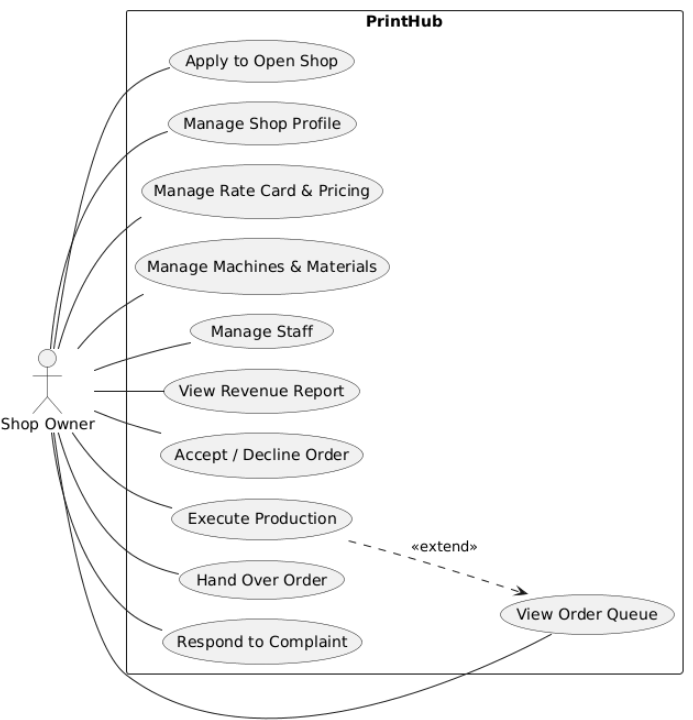 PrintHub
Apply to Open Shop
Manage Shop Profile
Manage Rate Card & Pricing
Manage Machines & Materials
Manage Staff
View Revenue Report
Shop Owner
Accept / Decline Order
Execute Production
«extend»
Hand Over Order
View Order Queue
Respond to Complaint